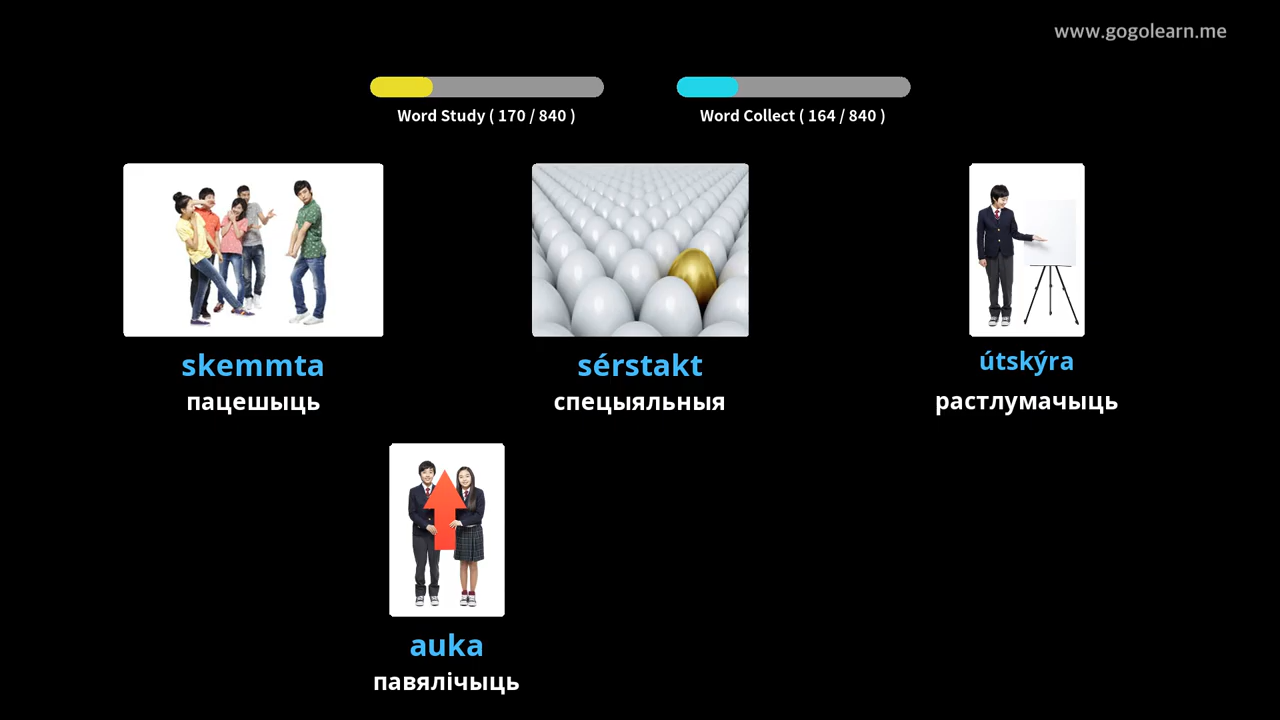 www.gogolearn.me
Word Study ( 170 / 840 )
Word Collect ( 164 / 840 )
skemmta
пацешыць
sérstakt
спецыяльныя
útskýra
растлумачыць
auka
павялічыць